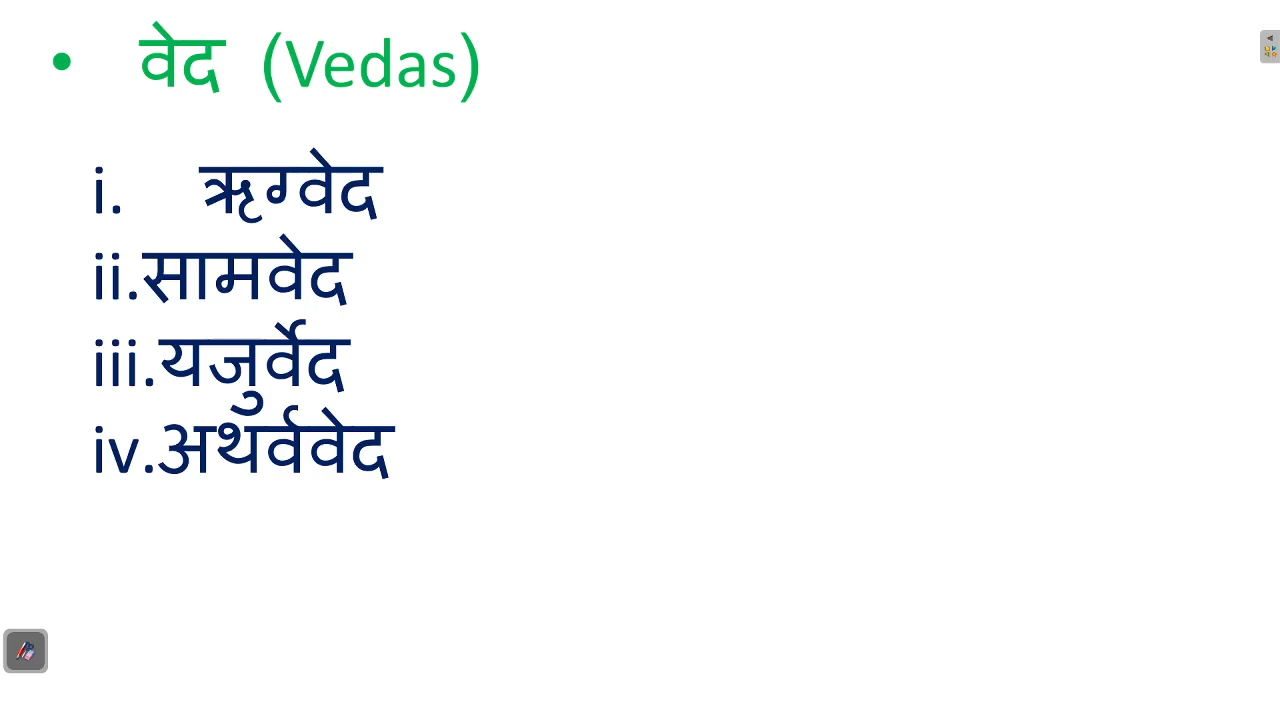 • वेद (Vedas)
i. ऋग्वेद
ii.सामवेद
iii.यजुर्वेद
iv.अथर्ववेद